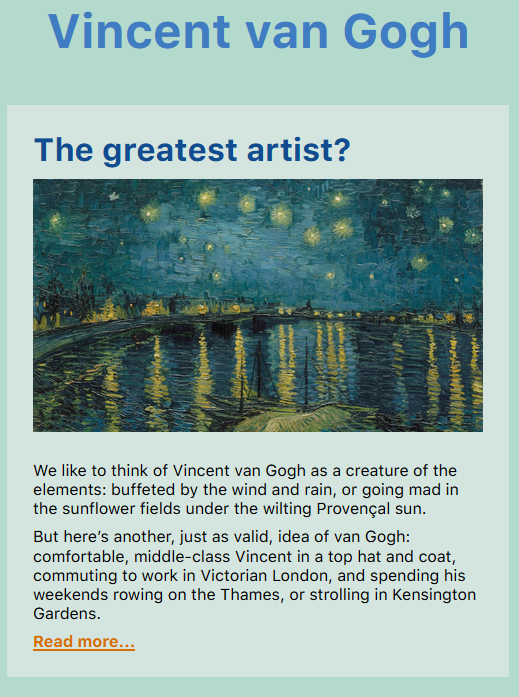 Vincent van Gogh
The greatest artist?
We like to think of Vincent van Gogh as a creature of the
elements: buffeted by the wind and rain, or going mad in
the sunflower fields under the wilting Provençal sun.
But here’s another, just as valid, idea of van Gogh:
comfortable, middle-class Vincent in a top hat and coat,
commuting to work in Victorian London, and spending his
weekends rowing on the Thames, or strolling in Kensington
Gardens.
Read more...